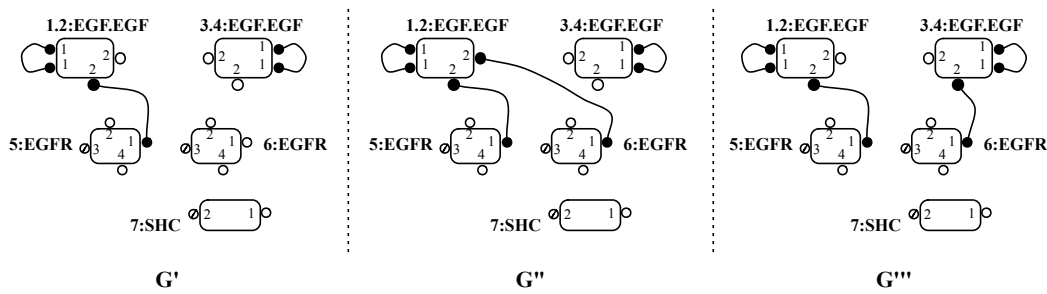 1.2:EGF.EGF 3.4:EGF.EGF
1 2 2 1
1 2 2 1
5:EGFR 2 3 1 4 2 3 1 4 6:EGFR
7:SHC 2 1
G'
1.2:EGF.EGF 3.4:EGF.EGF
1 2 2 1
1 2 2 1
5:EGFR 2 3 1 4 2 3 1 4 6:EGFR
7:SHC 2 1
G''
1.2:EGF.EGF 3.4:EGF.EGF
1 2 2 1
1 2 2 1
5:EGFR 2 3 1 4 2 3 1 4 6:EGFR
7:SHC 2 1
G'''